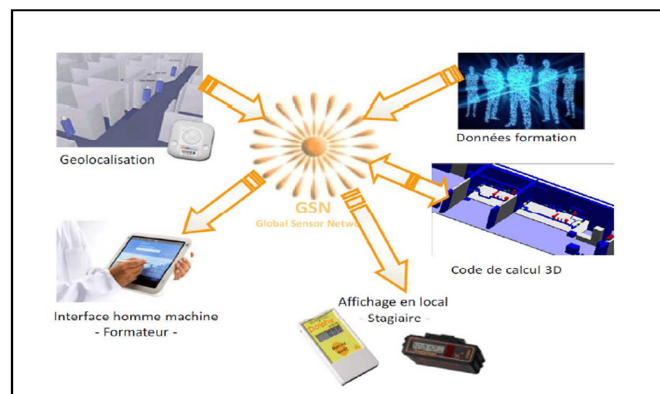 Geolocalisation
Données formation
GSN
Global Sensor Netw
Code de calcul 3D
Interface homme machine
- Formateur -
Affichage en local
- Stagiaire -
Dolphy